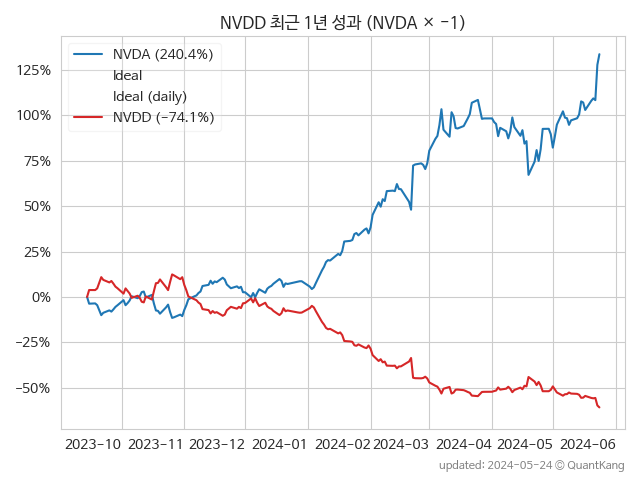 NVDD 최근 1년 성과 (NVDA × −1)
NVDA (240.4%)
Ideal
Ideal (daily)
NVDD (−74.1%)
125%
100%
75%
50%
25%
0%
−25%
−50%
2023−10 2023−11 2023−12 2024−01 2024−02 2024−03 2024−04 2024−05 2024−06
updated: 2024−05−24 © QuantKang